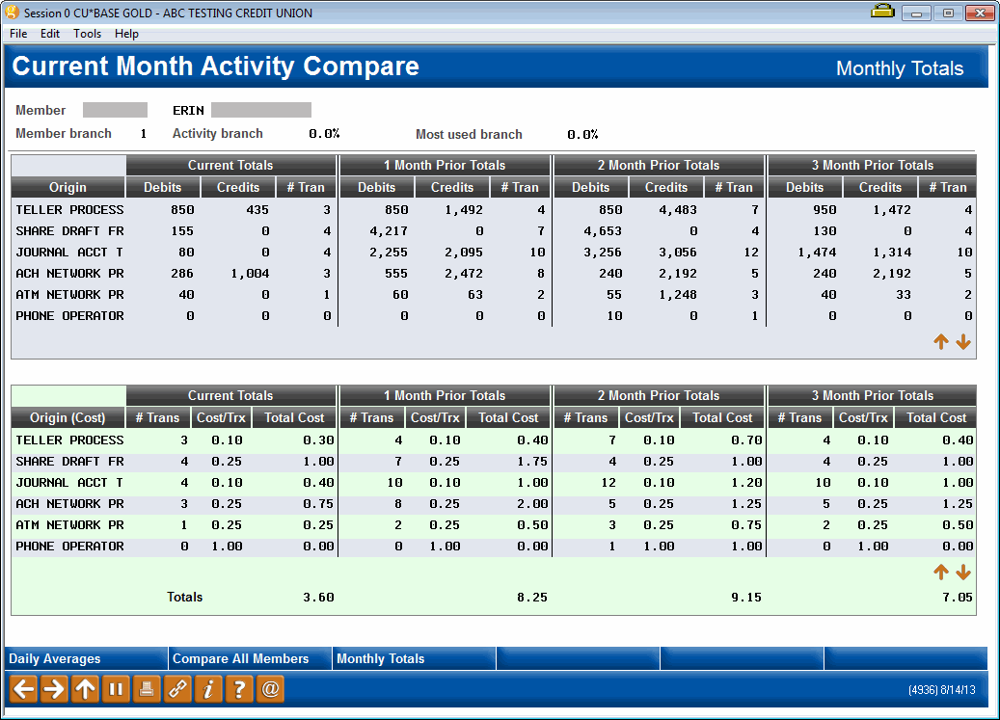 Session 0 CU*BASE GOLD - ABC TESTING CREDIT UNION
File Edit Tools Help
Current Month Activity Compare Monthly Totals
Member ERIN
Member branch 1 Activity branch 0.0% Most used branch 0.0%
Current Totals 1 Month Prior Totals 2 Month Prior Totals 3 Month Prior Totals
Origin Debits Credits # Tran Debits Credits # Tran Debits Credits # Tran Debits Credits # Tran
TELLER PROCESS 850 435 3 850 1,492 4 850 4,483 7 950 1,472 4
SHARE DRAFT FR 155 0 4 4,217 0 7 4,653 0 4 130 0 4
JOURNAL ACCT T 80 0 4 2,255 2,095 10 3,256 3,056 12 1,474 1,314 10
ACH NETWORK PR 286 1,004 3 555 2,472 8 240 2,192 5 240 2,192 5
ATM NETWORK PR 40 0 1 60 63 2 55 1,248 3 40 33 2
PHONE OPERATOR 0 0 0 0 0 0 10 0 1 0 0 0
Current Totals 1 Month Prior Totals 2 Month Prior Totals 3 Month Prior Totals
Origin (Cost) # Trans Cost/Trx Total Cost # Trans Cost/Trx Total Cost # Trans Cost/Trx Total Cost # Trans Cost/Trx Total Cost
TELLER PROCESS 3 0.10 0.30 4 0.10 0.40 7 0.10 0.70 4 0.10 0.40
SHARE DRAFT FR 4 0.25 1.00 7 0.25 1.75 4 0.25 1.00 4 0.25 1.00
JOURNAL ACCT T 4 0.10 0.40 10 0.10 1.00 12 0.10 1.20 10 0.10 1.00
ACH NETWORK PR 3 0.25 0.75 8 0.25 2.00 5 0.25 1.25 5 0.25 1.25
ATM NETWORK PR 1 0.25 0.25 2 0.25 0.50 3 0.25 0.75 2 0.25 0.50
PHONE OPERATOR 0 1.00 0.00 0 1.00 0.00 1 1.00 1.00 0 1.00 0.00
Totals 3.60 8.25 9.15 7.05
Daily Averages Compare All Members Monthly Totals
i ? @ (4936) 8/14/13